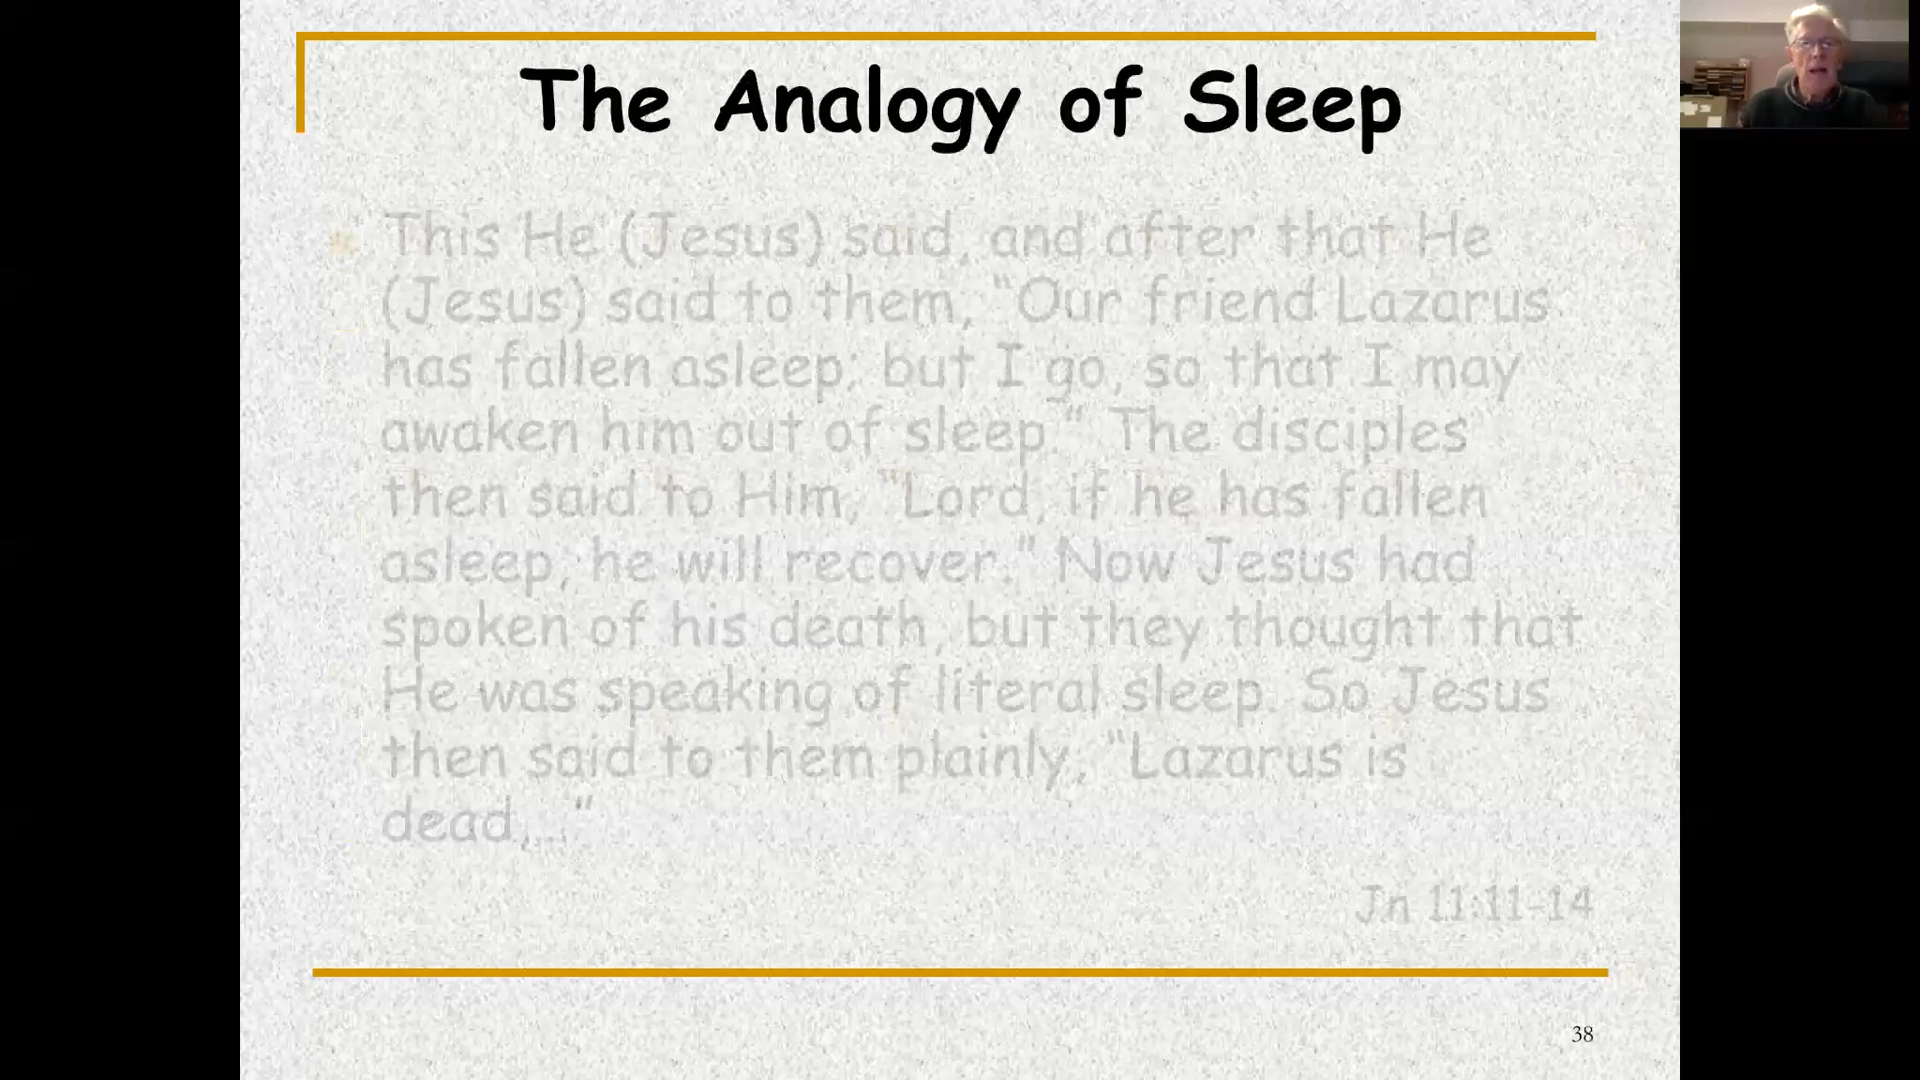 The Analogy of Sleep
This He (Jesus) said, and after that He
(Jesus) said to them, "Our friend Lazarus
has fallen asleep; but I go, so that I may
awaken him out of sleep." The disciples
then said to Him, "Lord, if he has fallen
asleep, he will recover." Now Jesus had
spoken of his death, but they thought that
He was speaking of literal sleep. So Jesus
then said to them plainly, "Lazarus is
dead,..."
Jn 11:11-14
38